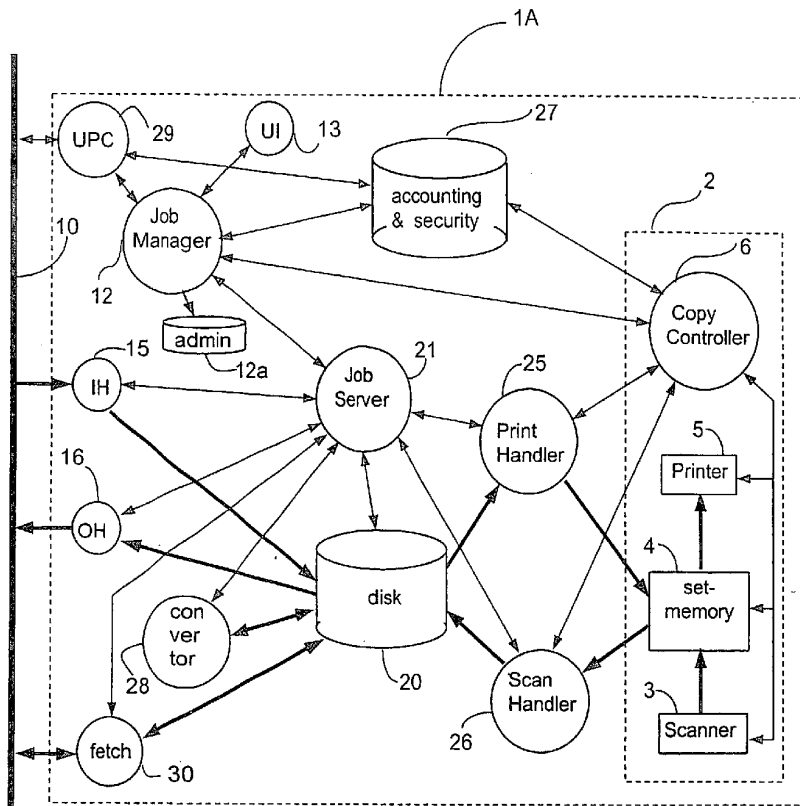 1A
29
UPC
UI
13
27
accounting
& security
2
6
10
12
Job
Manager
Copy
Controller
admin
12a
15
IH
21
Job
Server
25
Print
Handler
5
Printer
16
OH
4
set-
memory
disk
20
con
ver
tor
28
Scan
Handler
26
3
Scanner
fetch
30